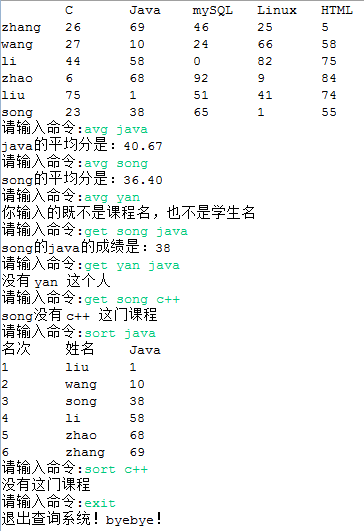 C Java mySQL Linux HTML
zhang 26 69 46 25 5
wang 27 10 24 66 58
li 44 58 0 82 75
zhao 6 68 92 9 84
liu 75 1 51 41 74
song 23 38 65 1 55
请输入命令:avg java
java的平均分是：40.67
请输入命令:avg song
song的平均分是：36.40
请输入命令:avg yan
你输入的既不是课程名，也不是学生名
请输入命令:get song java
song的java的成绩是：38
请输入命令:get yan java
没有 yan 这个人
请输入命令:get song c++
song没有 c++ 这门课程
请输入命令:sort java
名次 姓名 Java
1 liu 1
2 wang 10
3 song 38
4 li 58
5 zhao 68
6 zhang 69
请输入命令:sort c++
没有这门课程
请输入命令:exit
退出查询系统！byebye！